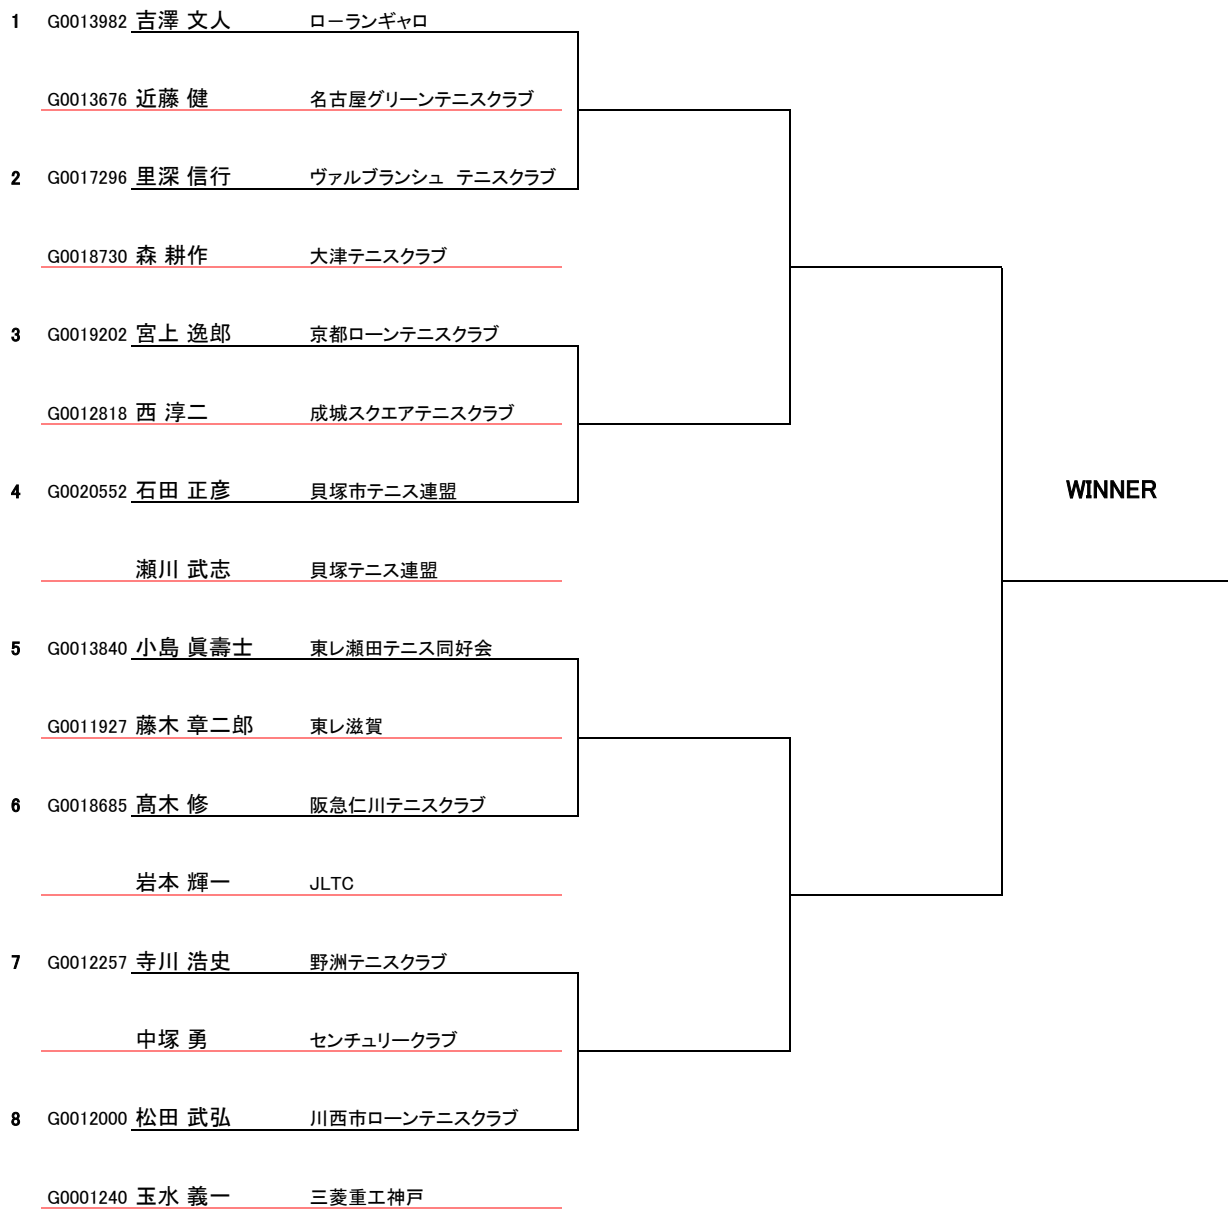 1 G0013982 吉澤 文人 ローランギャロ
G0013676 近藤 健 名古屋グリーンテニスクラブ
2 G0017296 里深 信行 ヴァルブランシュ テニスクラブ
G0018730 森 耕作 大津テニスクラブ
3 G0019202 宮上 逸郎 京都ローンテニスクラブ
G0012818 西 淳二 成城スクエアテニスクラブ
4 G0020552 石田 正彦 貝塚市テニス連盟
WINNER
瀬川 武志 貝塚テニス連盟
5 G0013840 小島 眞壽士 東レ瀬田テニス同好会
G0011927 藤木 章二郎 東レ滋賀
6 G0018685 髙木 修 阪急仁川テニスクラブ
岩本 輝一 JLTC
7 G0012257 寺川 浩史 野洲テニスクラブ
中塚 勇 センチュリークラブ
8 G0012000 松田 武弘 川西市ローンテニスクラブ
G0001240 玉水 義一 三菱重工神戸